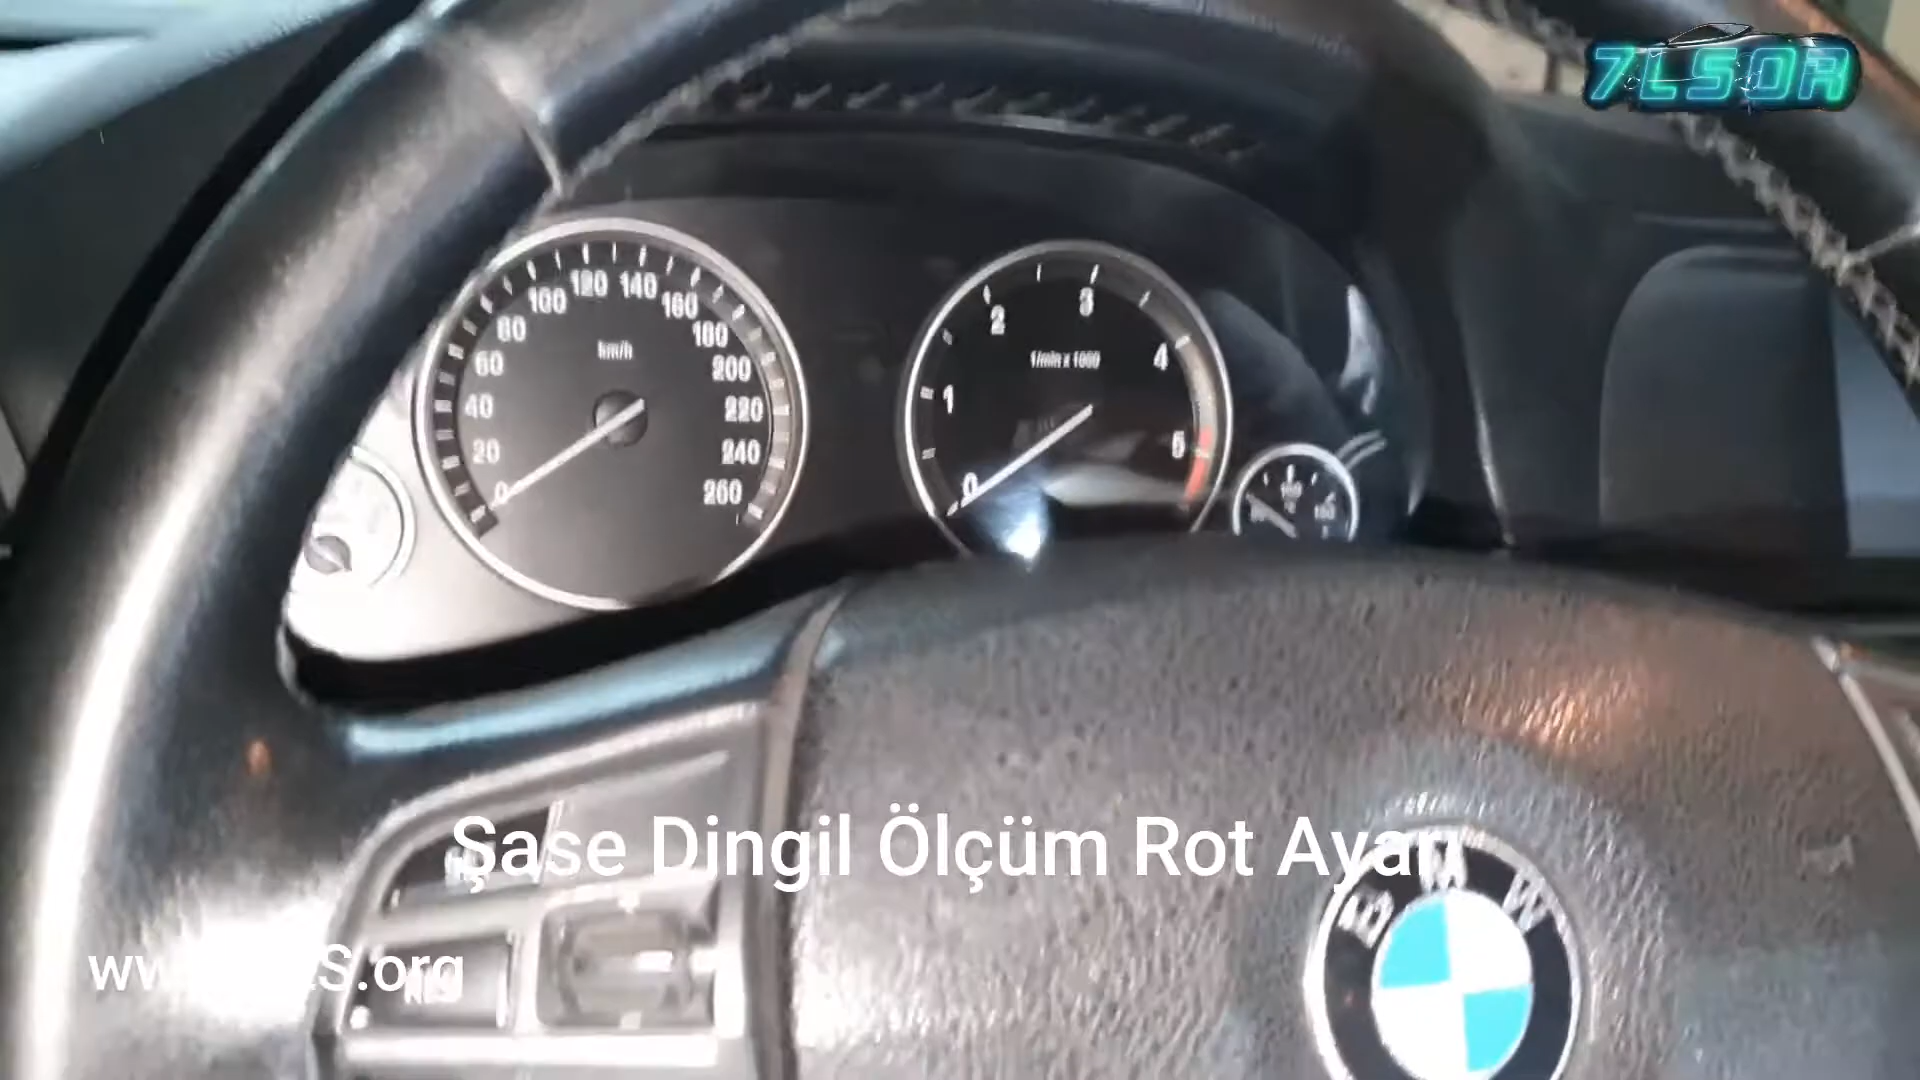 7LSOR
120 140
100 160
80 180
km/h
60 200
40 220
20 240
0 260
3
2
1/min x 1000
4
1
5
0
Şase Dingil Ölçüm Rot Ayarı
BMW